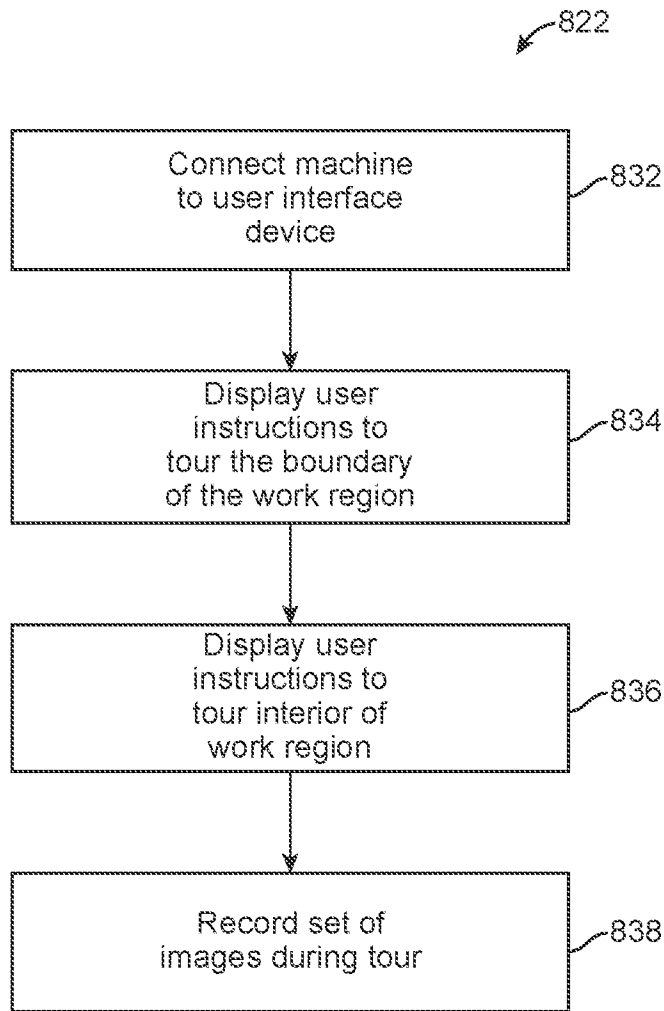 822
Connect machine
to user interface
device
832
Display user
instructions to
tour the boundary
of the work region
834
Display user
instructions to
tour interior of
work region
836
Record set of
images during tour
838